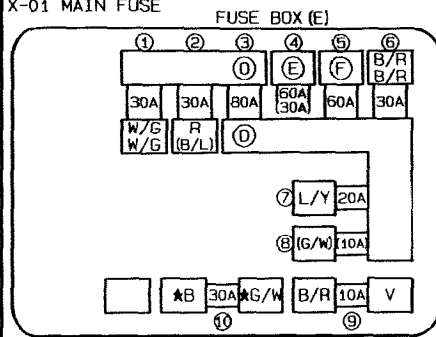 X-01 MAIN FUSE
FUSE BOX (E)
① ② ③ ④ ⑤ ⑥
D E F B/R
B/R
30A 30A 80A 60A 60A 30A
(30A)
W/G R D
W/G (B/L)
⑦ L/Y 20A
⑧ (G/W) (10A)
★B 30A ★G/W B/R 10A V
⑩ ⑨